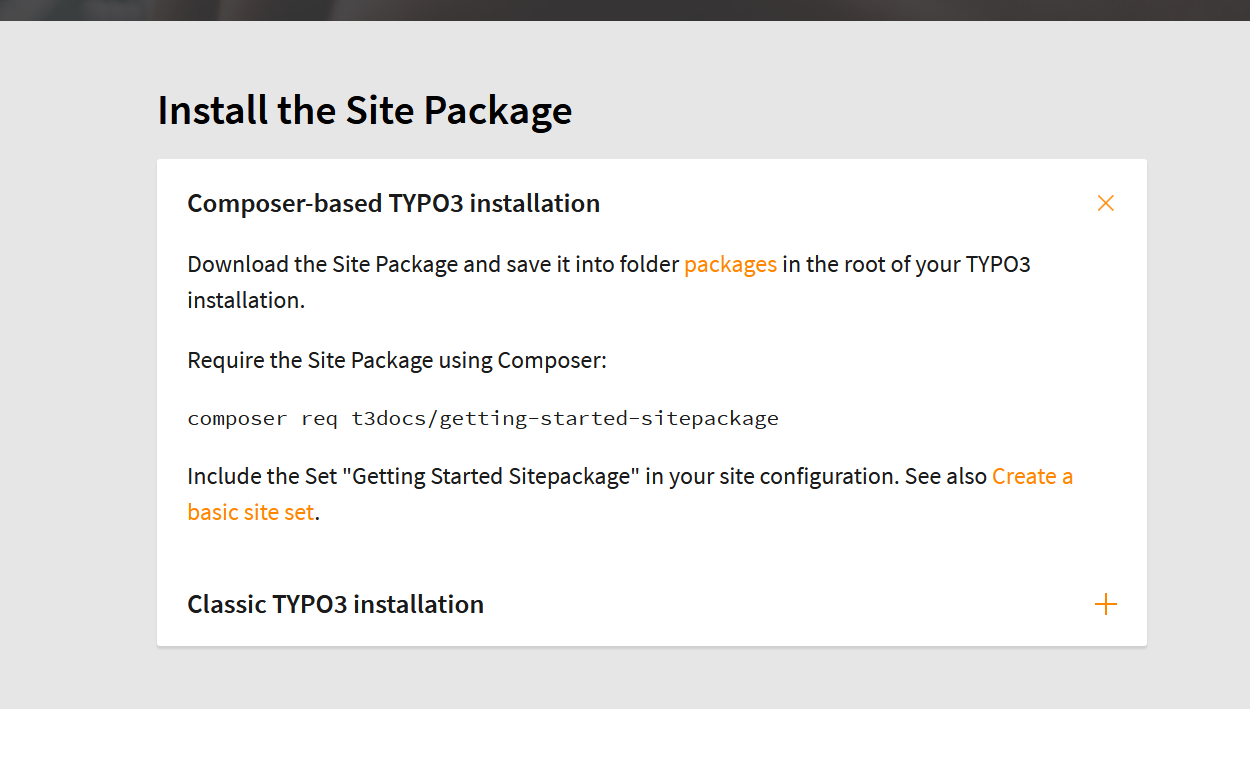 Install the Site Package
Composer-based TYPO3 installation
Download the Site Package and save it into folder packages in the root of your TYPO3
installation.
Require the Site Package using Composer:
composer req t3docs/getting-started-sitepackage
Include the Set "Getting Started Sitepackage" in your site configuration. See also Create a
basic site set.
Classic TYPO3 installation